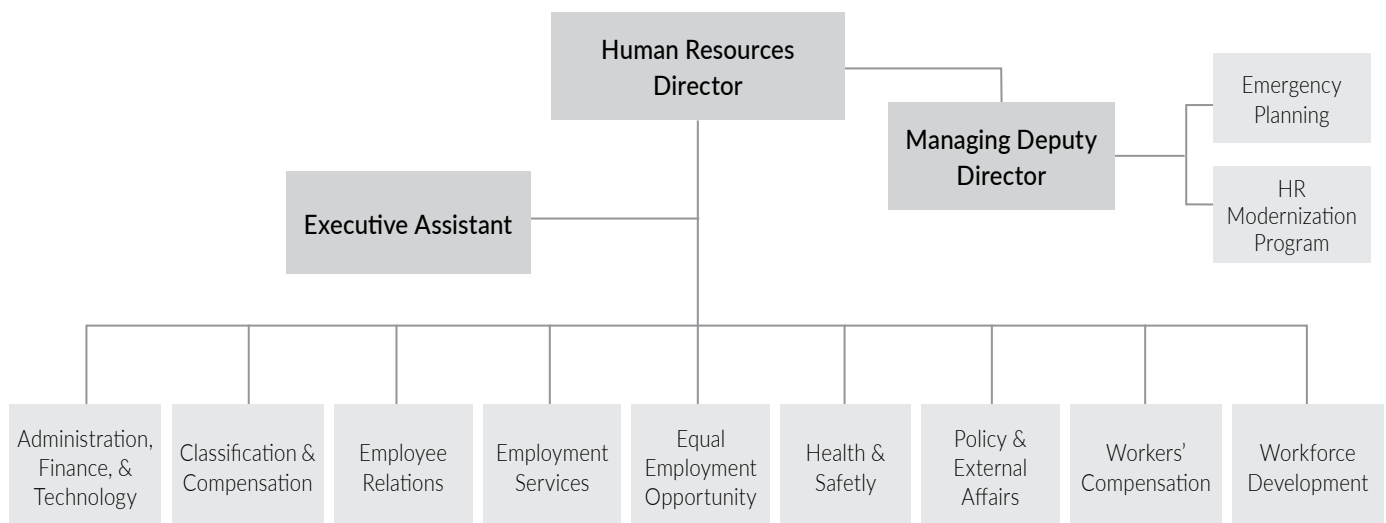 Human Resources
Director
Managing Deputy
Director
Emergency
Planning
HR
Modernization
Program
Executive Assistant
Administration,
Finance, &
Technology
Classification &
Compensation
Employee
Relations
Employment
Services
Equal
Employment
Opportunity
Health &
Safetly
Policy &
External
Affairs
Workers’
Compensation
Workforce
Development